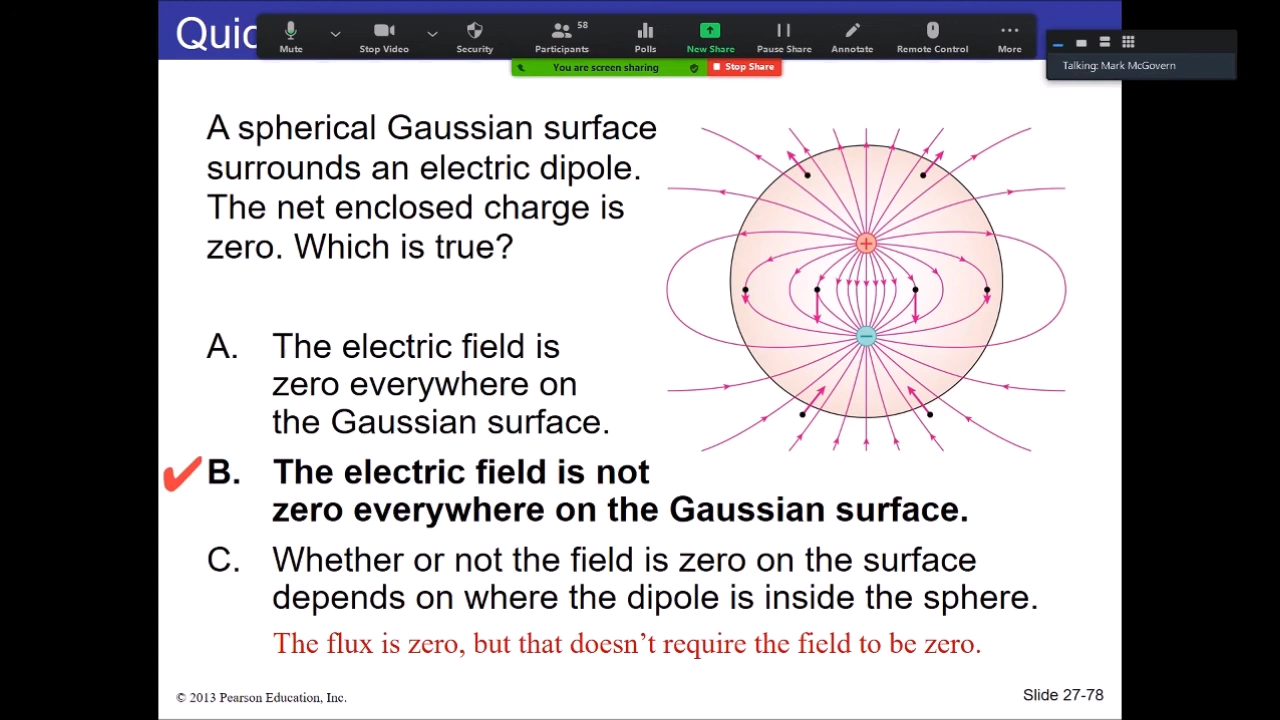 Quic
58
Mute
Stop Video
Security
Participants
Polls
New Share
Pause Share
Annotate
Remote Control
More
You are screen sharing
Stop Share
Talking: Mark McGovern
A spherical Gaussian surface
surrounds an electric dipole.
The net enclosed charge is
zero. Which is true?
+
−
A. The electric field is
zero everywhere on
the Gaussian surface.
B. The electric field is not
zero everywhere on the Gaussian surface.
C. Whether or not the field is zero on the surface
depends on where the dipole is inside the sphere.
The flux is zero, but that doesn’t require the field to be zero.
© 2013 Pearson Education, Inc.
Slide 27-78